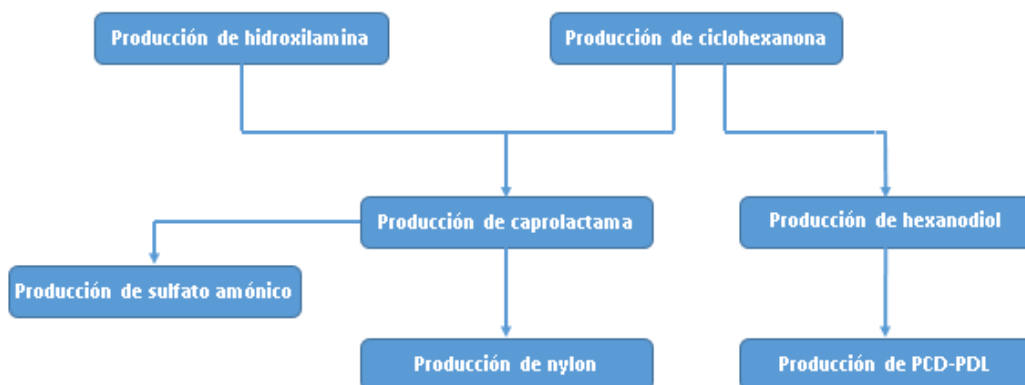 Producción de hidroxilamina
Producción de ciclohexanona
Producción de caprolactama
Producción de hexanodiol
Producción de sulfato amónico
Producción de nylon
Producción de PCD-PDL